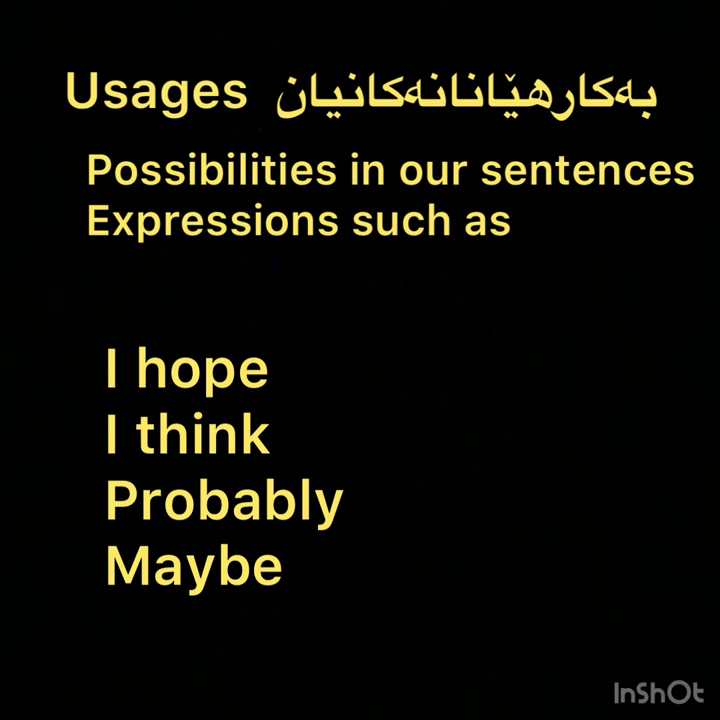 Usages بەکارهێنانەکانیان
Possibilities in our sentences
Expressions such as
I hope
I think
Probably
Maybe
InShOt